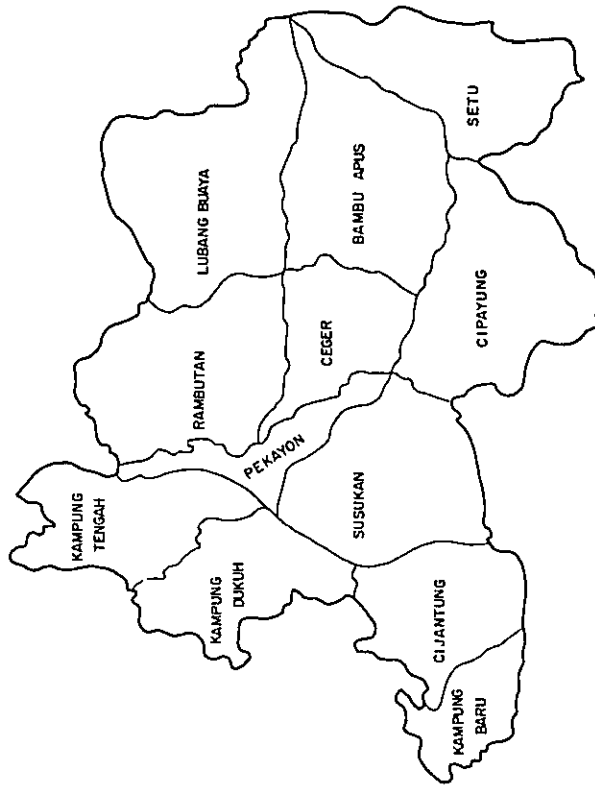 KAMPUNG
TENGAH
RAMBUTAN
LUBANG BUAYA
KAMPUNG
DUKUH
PEKAYON
CEGER
BAMBU APUS
SETU
SUSUKAN
CIPAYUNG
CIJANTUNG
KAMPUNG
BARU